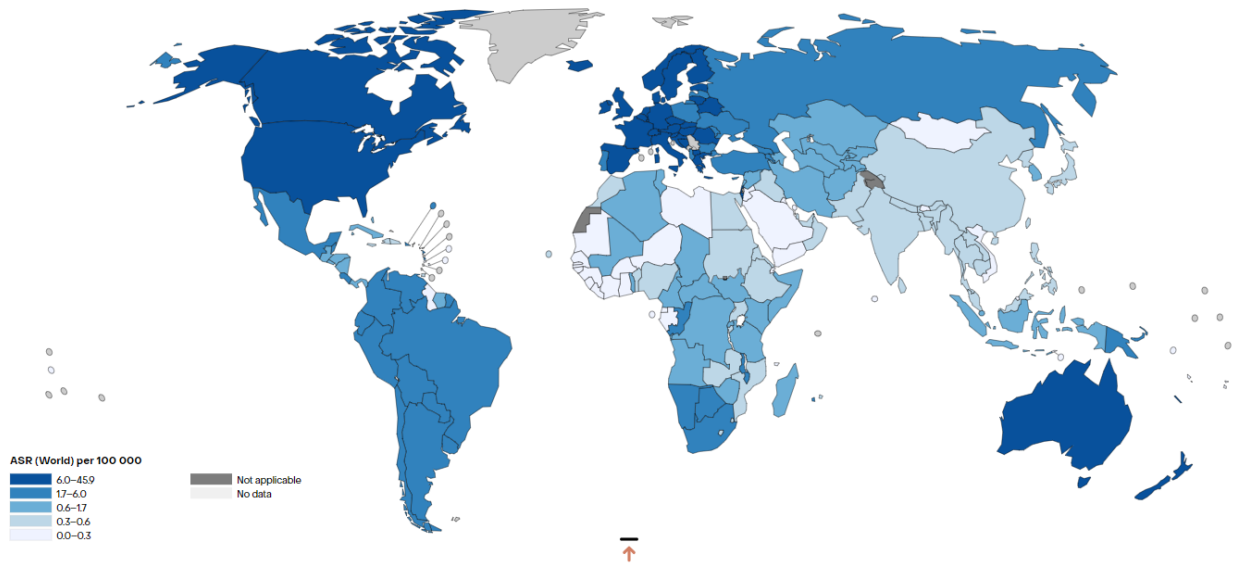 ASR (World) per 100 000
6.0–45.9
1.7–6.0
0.6–1.7
0.3–0.6
0.0–0.3
Not applicable
No data